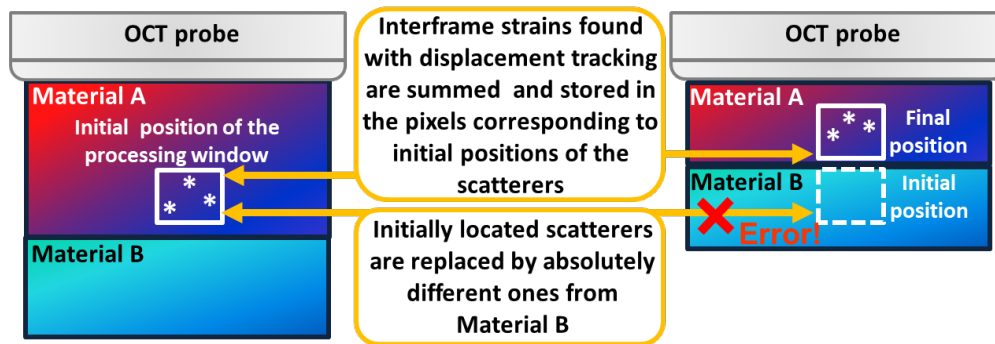 OCT probe
Material A
Initial position of the
processing window
Material B
Interframe strains found
with displacement tracking
are summed and stored in
the pixels corresponding to
initial positions of the
scatterers
Initially located scatterers
are replaced by absolutely
different ones from
Material B
OCT probe
Material A
Final
position
Material B
Initial
position
Error!